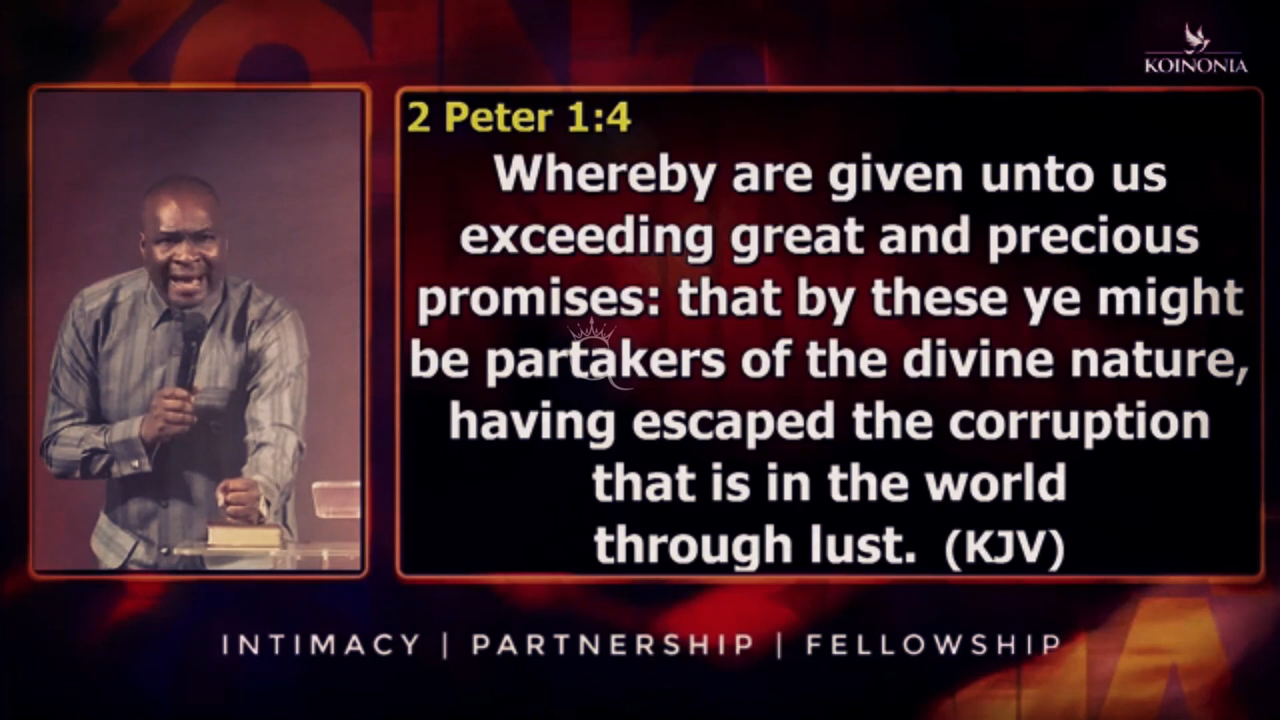 KOINONIA
2 Peter 1:4
Whereby are given unto us
exceeding great and precious
promises: that by these ye might
be partakers of the divine nature,
having escaped the corruption
that is in the world
through lust. (KJV)
INTIMACY | PARTNERSHIP | FELLOWSHIP